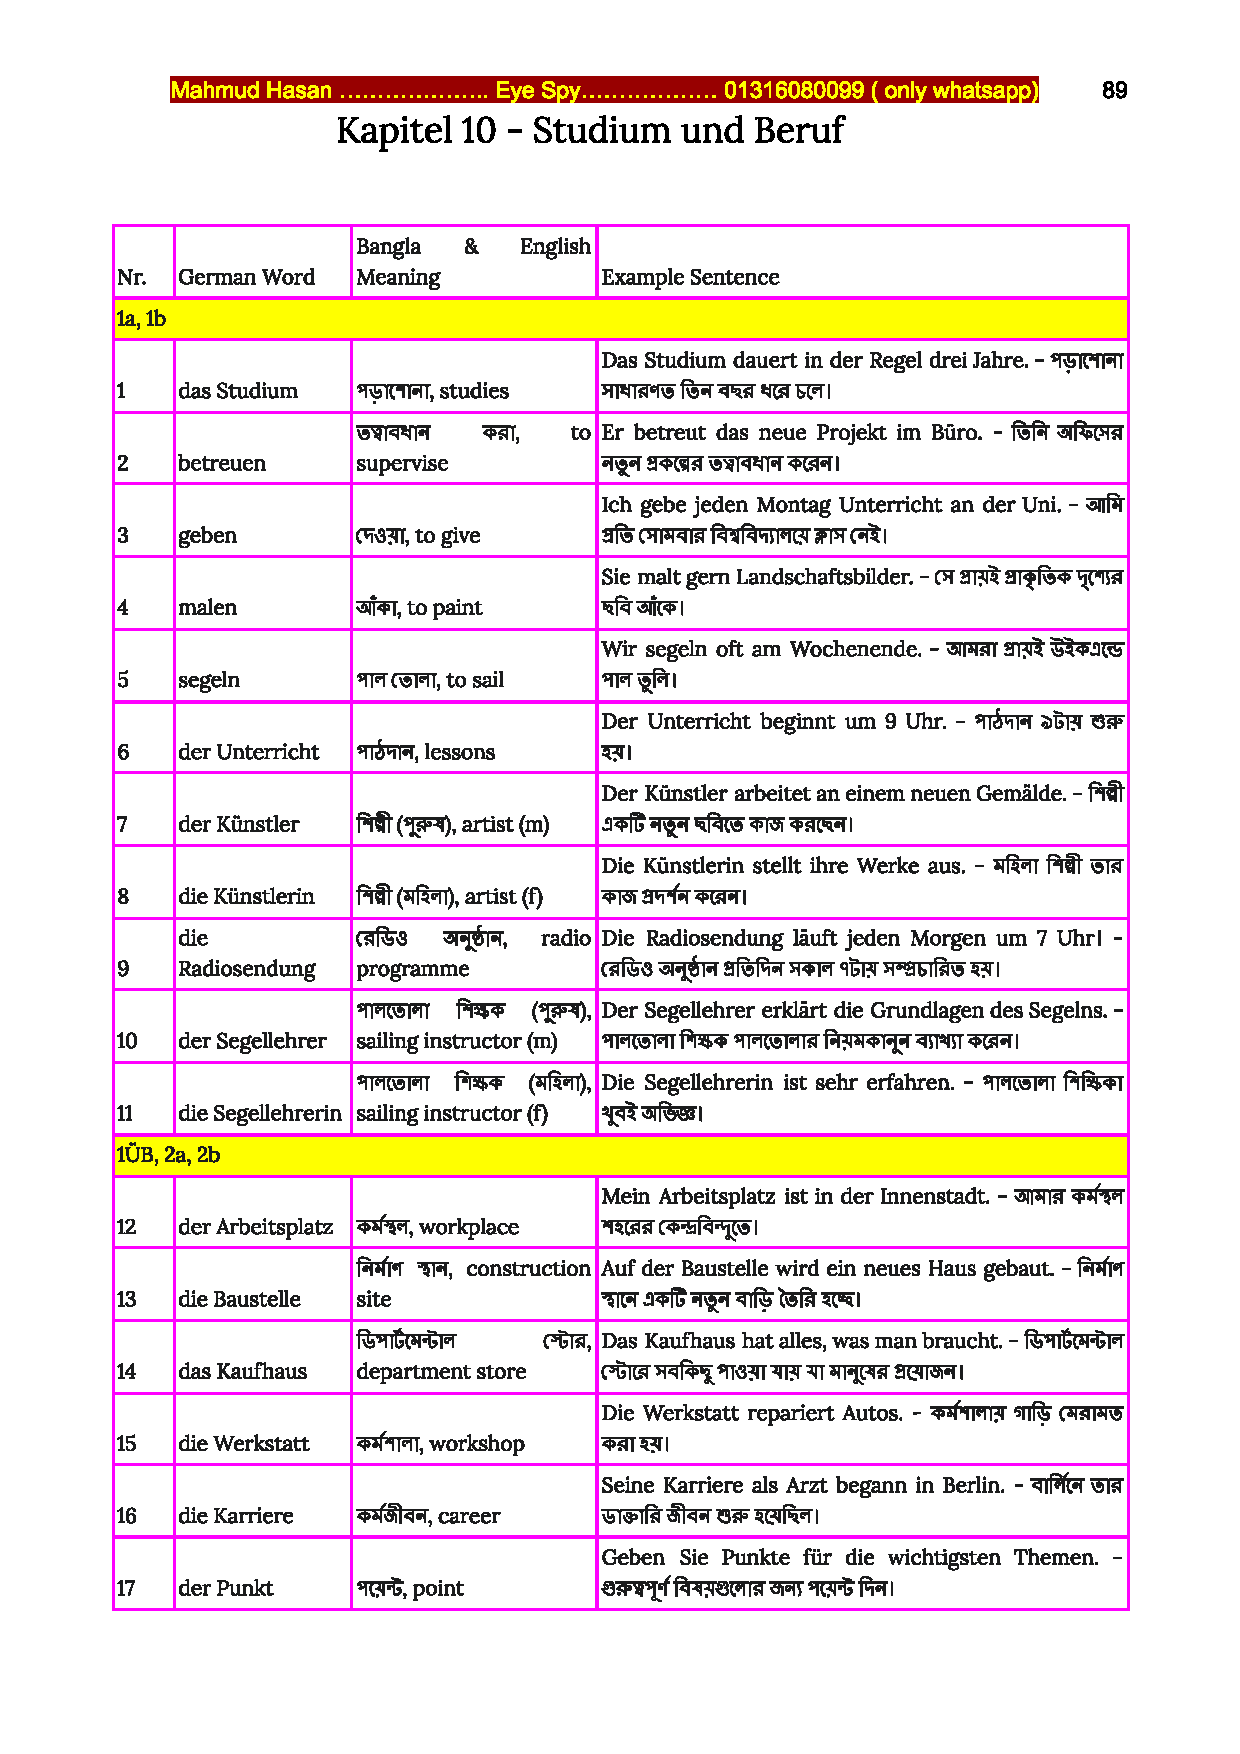 Mahmud Hasan ……………….. Eye Spy……………… 01316080099 ( only whatsapp) 89
Kapitel 10 - Studium und Beruf
Bangla & English
Nr. German Word Meaning Example Sentence
1a, 1b
Das Studium dauert in der Regel drei Jahre. - পড়াশোনা
1 das Studium পড়াশোনা, studies সাধারণত তিন বছর ধরে চলে।
তত্ত্বাবধান করা, to Er betreut das neue Projekt im Büro. - তিনি অফিসের
2 betreuen supervise নতুন প্রকল্পের তত্ত্বাবধান করেন।
Ich gebe jeden Montag Unterricht an der Uni. - আমি
3 geben দেওয়া, to give প্রতি সোমবার বিশ্ববিদ্যালয়ে ক্লাস নেই।
Sie malt gern Landschaftsbilder. - সে প্রায়ই প্রাকৃতিক দৃশ্যের
4 malen আঁকা, to paint ছবি আঁকে।
Wir segeln oft am Wochenende. - আমরা প্রায়ই উইকএন্ডে
5 segeln পাল তোলা, to sail পাল তুলি।
Der Unterricht beginnt um 9 Uhr. - পাঠদান ৯টায় শুরু
6 der Unterricht পাঠদান, lessons হয়।
Der Künstler arbeitet an einem neuen Gemälde. - শিল্পী
7 der Künstler শিল্পী (পুরুষ), artist (m) একটি নতুন ছবিতে কাজ করছেন।
Die Künstlerin stellt ihre Werke aus. - মহিলা শিল্পী তার
8 die Künstlerin শিল্পী (মহিলা), artist (f) কাজ প্রদর্শন করেন।
die রেডিও অনুষ্ঠান, radio Die Radiosendung läuft jeden Morgen um 7 Uhr। -
9 Radiosendung programme রেডিও অনুষ্ঠান প্রতিদিন সকাল ৭টায় সম্প্রচারিত হয়।
পালতোলা শিক্ষক (পুরুষ), Der Segellehrer erklärt die Grundlagen des Segelns. -
10 der Segellehrer sailing instructor (m) পালতোলা শিক্ষক পালতোলার নিয়মকানুন ব্যাখ্যা করেন।
পালতোলা শিক্ষক (মহিলা), Die Segellehrerin ist sehr erfahren. - পালতোলা শিক্ষিকা
11 die Segellehrerin sailing instructor (f) খুবই অভিজ্ঞ।
1ÜB, 2a, 2b
Mein Arbeitsplatz ist in der Innenstadt. - আমার কর্মস্থল
12 der Arbeitsplatz কর্মস্থল, workplace শহরের কেন্দ্রবিন্দুতে।
নির্মাণ স্থান, construction Auf der Baustelle wird ein neues Haus gebaut. - নির্মাণ
13 die Baustelle site স্থানে একটি নতুন বাড়ি তৈরি হচ্ছে।
ডিপার্টমেন্টাল স্টোর, Das Kaufhaus hat alles, was man braucht. - ডিপার্টমেন্টাল
14 das Kaufhaus department store স্টোরে সবকিছু পাওয়া যায় যা মানুষের প্রয়োজন।
Die Werkstatt repariert Autos. - কর্মশালায় গাড়ি মেরামত
15 die Werkstatt কর্মশালা, workshop করা হয়।
Seine Karriere als Arzt begann in Berlin. - বার্লিনে তার
16 die Karriere কর্মজীবন, career ডাক্তারি জীবন শুরু হয়েছিল।
Geben Sie Punkte für die wichtigsten Themen. -
17 der Punkt পয়েন্ট, point গুরুত্বপূর্ণ বিষয়গুলোর জন্য পয়েন্ট দিন।